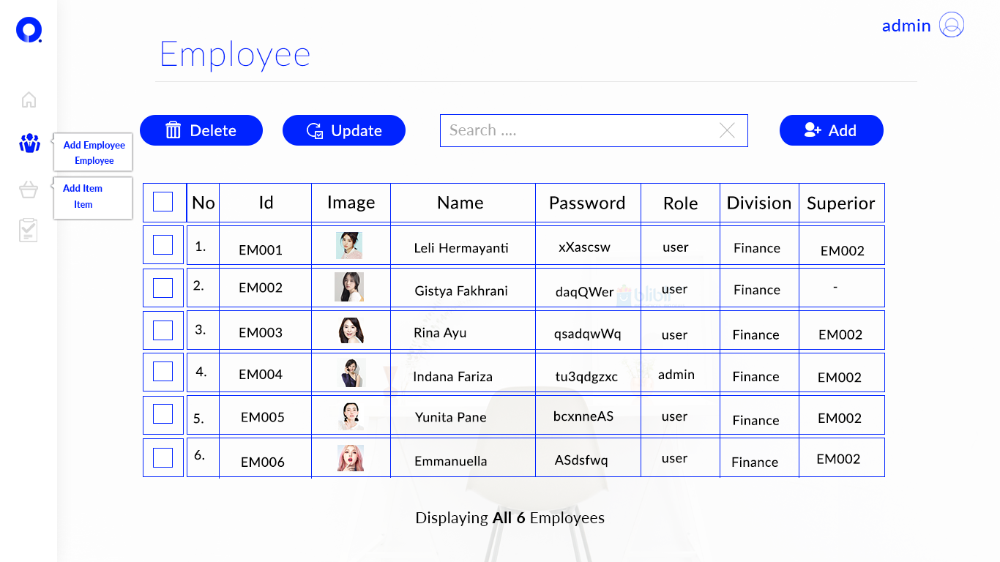 admin
Employee
Delete
Update
Search ....
Add
Add Employee
Employee
Add Item
Item
No Id Image Name Password Role Division Superior
1. EM001 Leli Hermayanti xXascsw user Finance EM002
2. EM002 Gistya Fakhrani daqQWer user Finance -
blibli
3. EM003 Rina Ayu qsadqwWq user Finance EM002
4. EM004 Indana Fariza tu3qdgzxc admin Finance EM002
5. EM005 Yunita Pane bcxnneAS user Finance EM002
6. EM006 Emmanuella ASdsfwq user Finance EM002
Displaying All 6 Employees